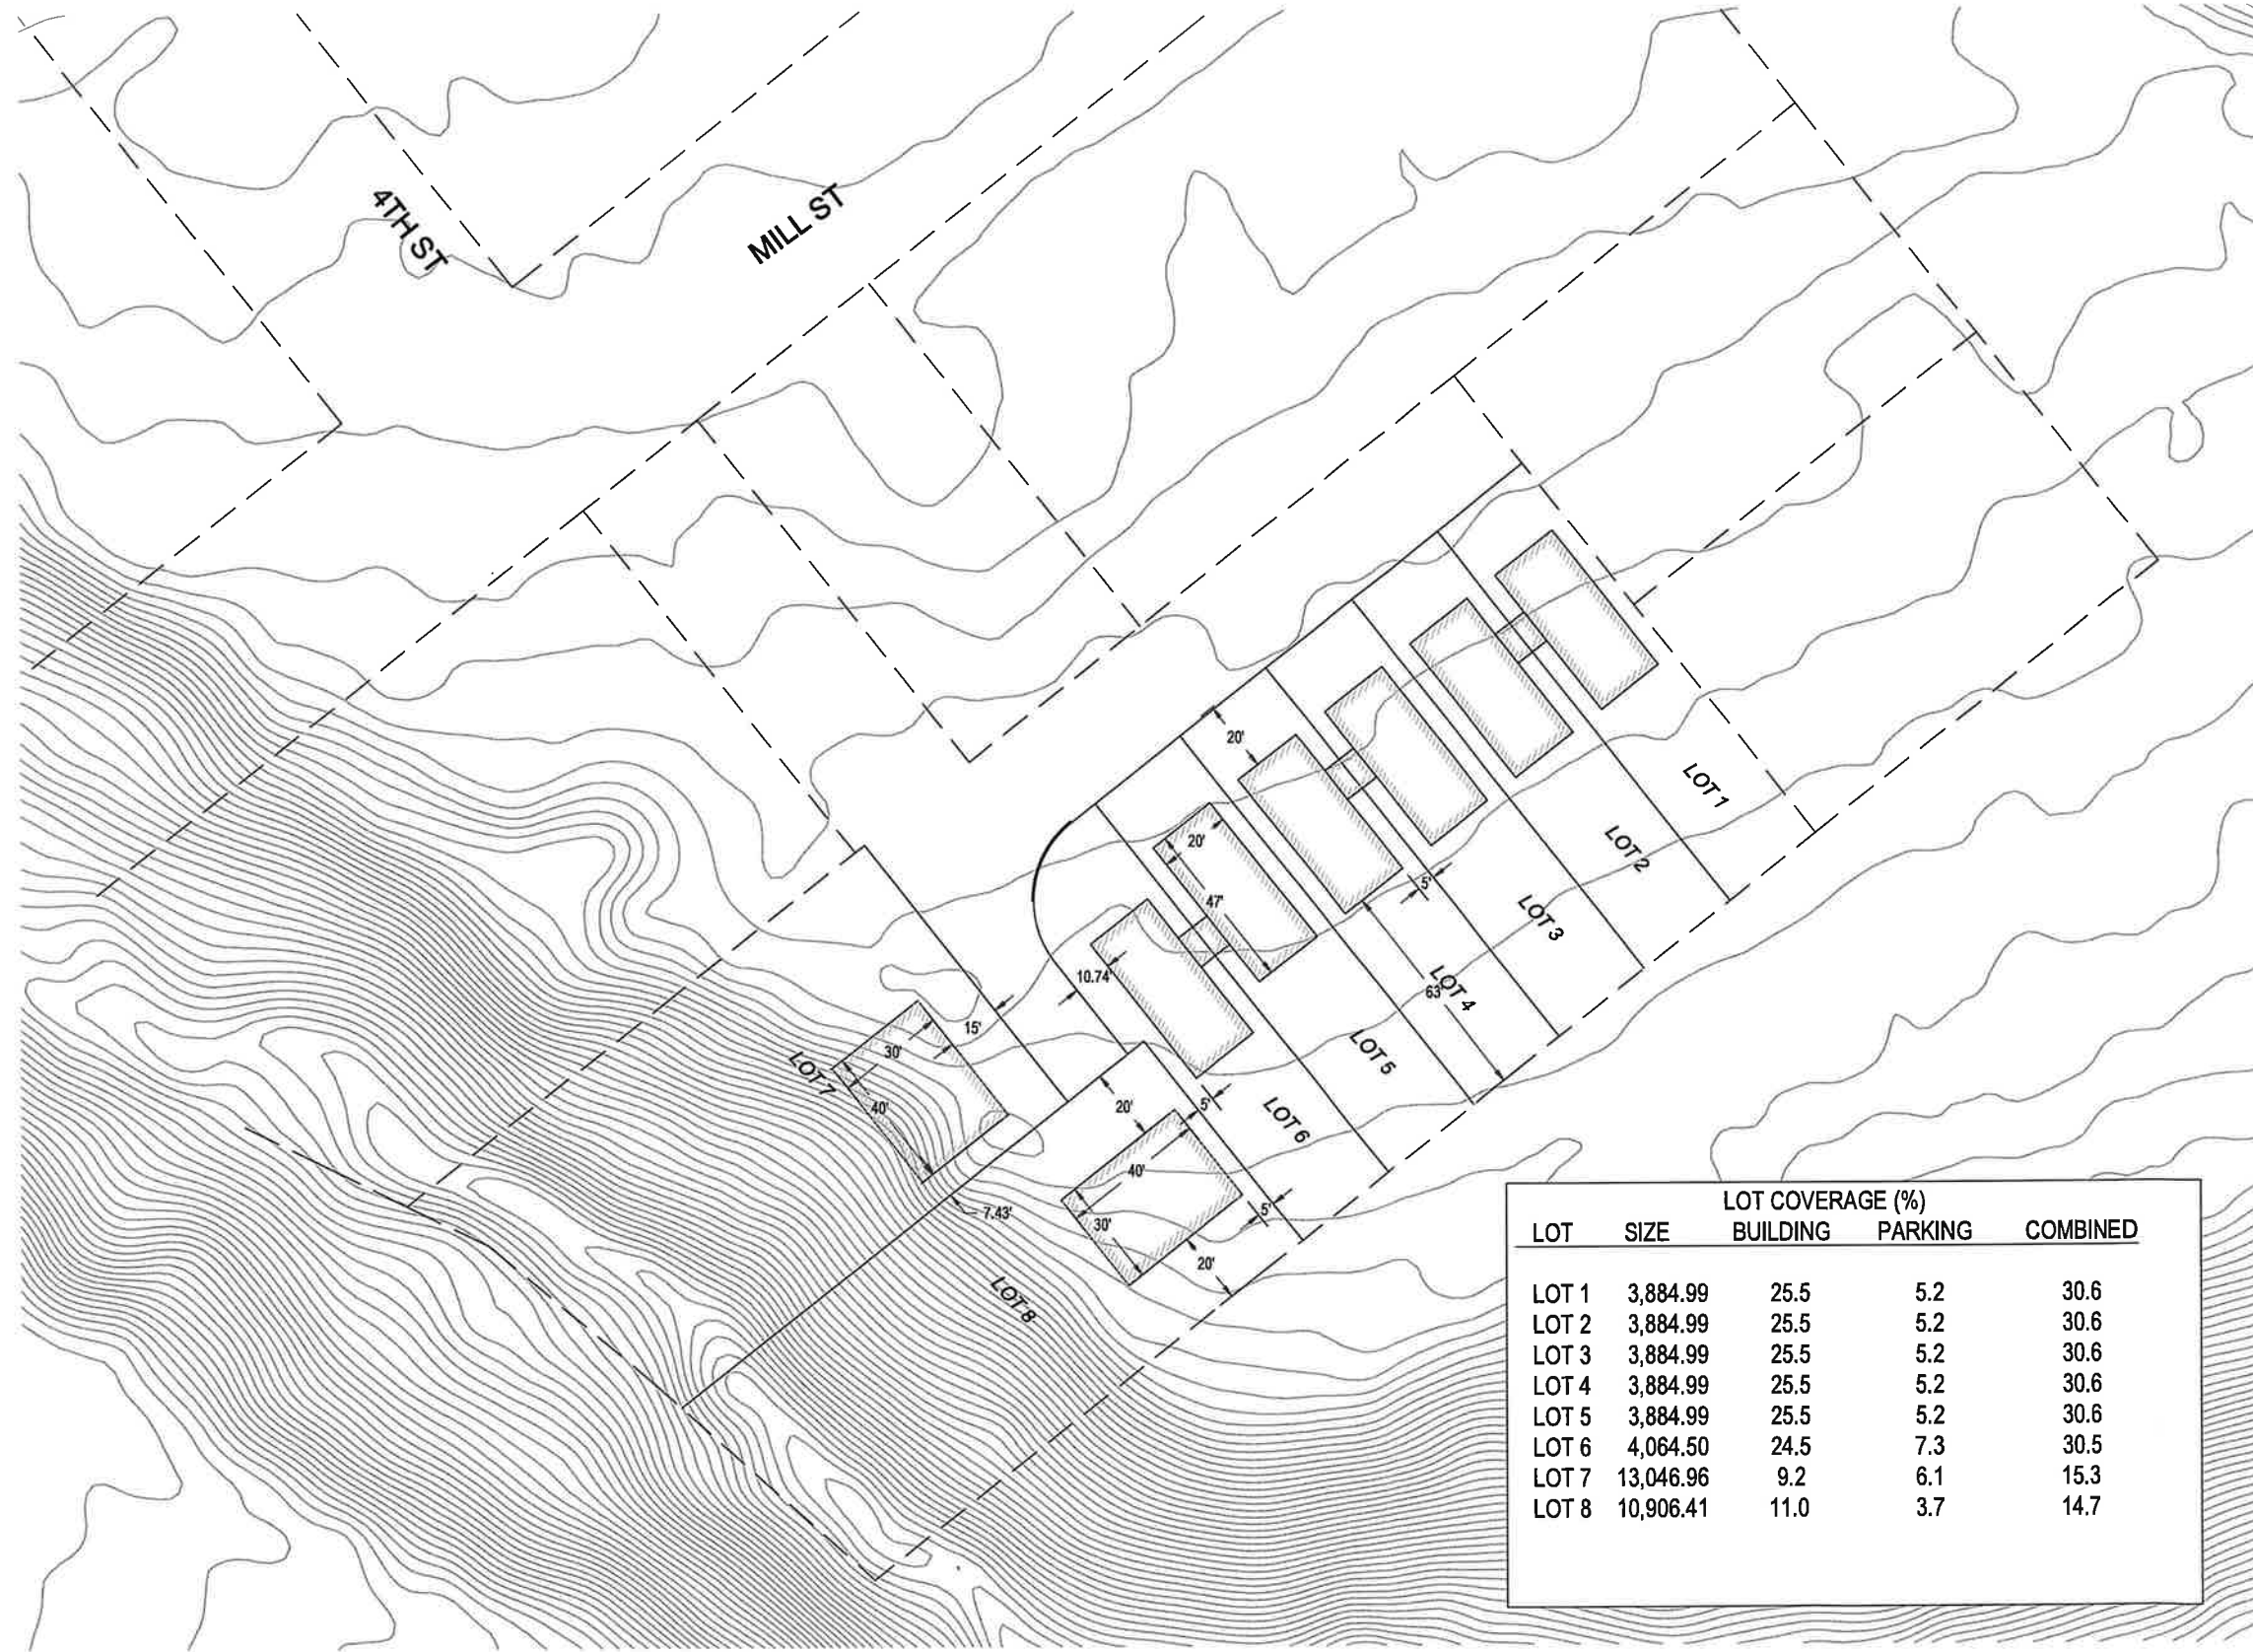 4TH ST
MILL ST
20'
20'
47'
5'
10.74'
63'
15'
30'
40'
20'
5'
40'
30'
5'
20'
7.43'
LOT 1
LOT 2
LOT 3
LOT 4
LOT 5
LOT 6
LOT 7
LOT 8
LOT COVERAGE (%)
LOT SIZE BUILDING PARKING COMBINED
LOT 1 3,884.99 25.5 5.2 30.6
LOT 2 3,884.99 25.5 5.2 30.6
LOT 3 3,884.99 25.5 5.2 30.6
LOT 4 3,884.99 25.5 5.2 30.6
LOT 5 3,884.99 25.5 5.2 30.6
LOT 6 4,064.50 24.5 7.3 30.5
LOT 7 13,046.96 9.2 6.1 15.3
LOT 8 10,906.41 11.0 3.7 14.7